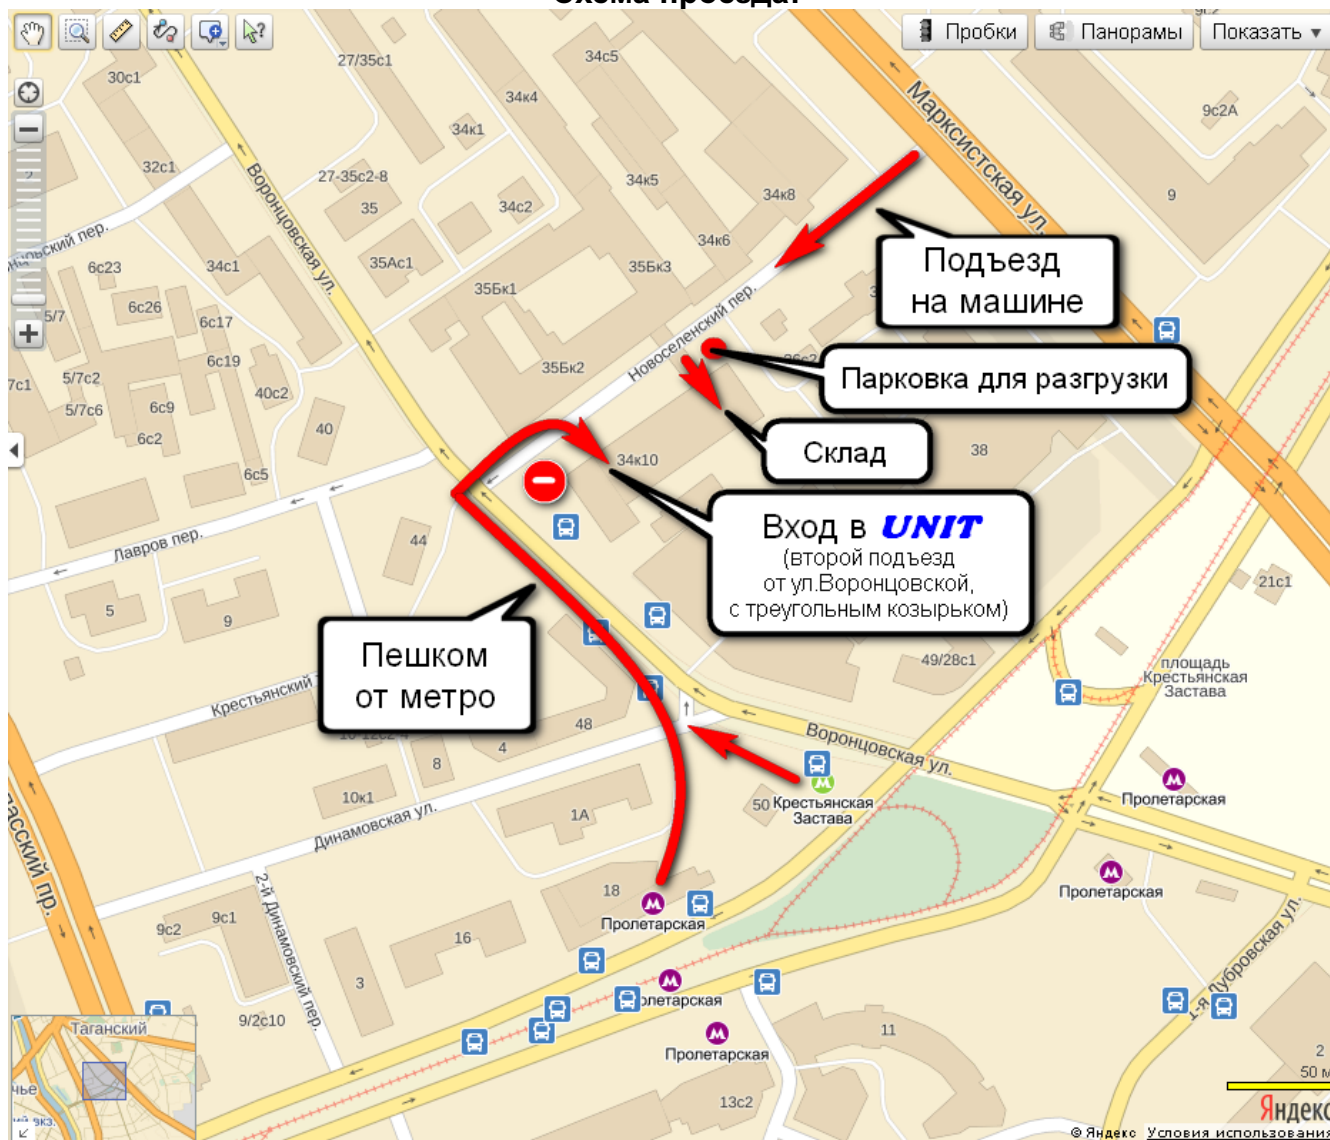 Схема проезда.
Пробки
Панорамы
Показать
30с1
27/35с1
34с5
34к4
34к1
9с2А
Марксистская ул.
32с1
Воронцовская ул.
27-35с2-8
35
34с2
34к5
34к8
9
34к6
6с23
34с1
35Ас1
35Бк3
35Бк1
Подъезд
на машине
5/7
6с26
6с17
Новоселенский пер.
6с19
35Бк2
Парковка для разгрузки
7с1
5/7с2
40с2
5/7с6
6с9
6с2
40
6с5
34к10
Склад
38
Вход в UNIT
(второй подъезд
от ул.Воронцовской,
с треугольным козырьком)
Лавров пер.
44
5
9
21с1
Пешком
от метро
49/28с1
площадь
Крестьянская
Застава
Крестьянский
48
4
8
Воронцовская ул.
10к1
1А
50
Крестьянская
Застава
Пролетарская
Динамовская ул.
18
Пролетарская
Пролетарская
2-й Динамовский пер.
9с1
9с2
16
3
9/2с10
Пролетарская
Пролетарская
1-я Дубровская ул.
11
13с2
2
50 м
Таганский
Яндекс
© Яндекс Условия использования